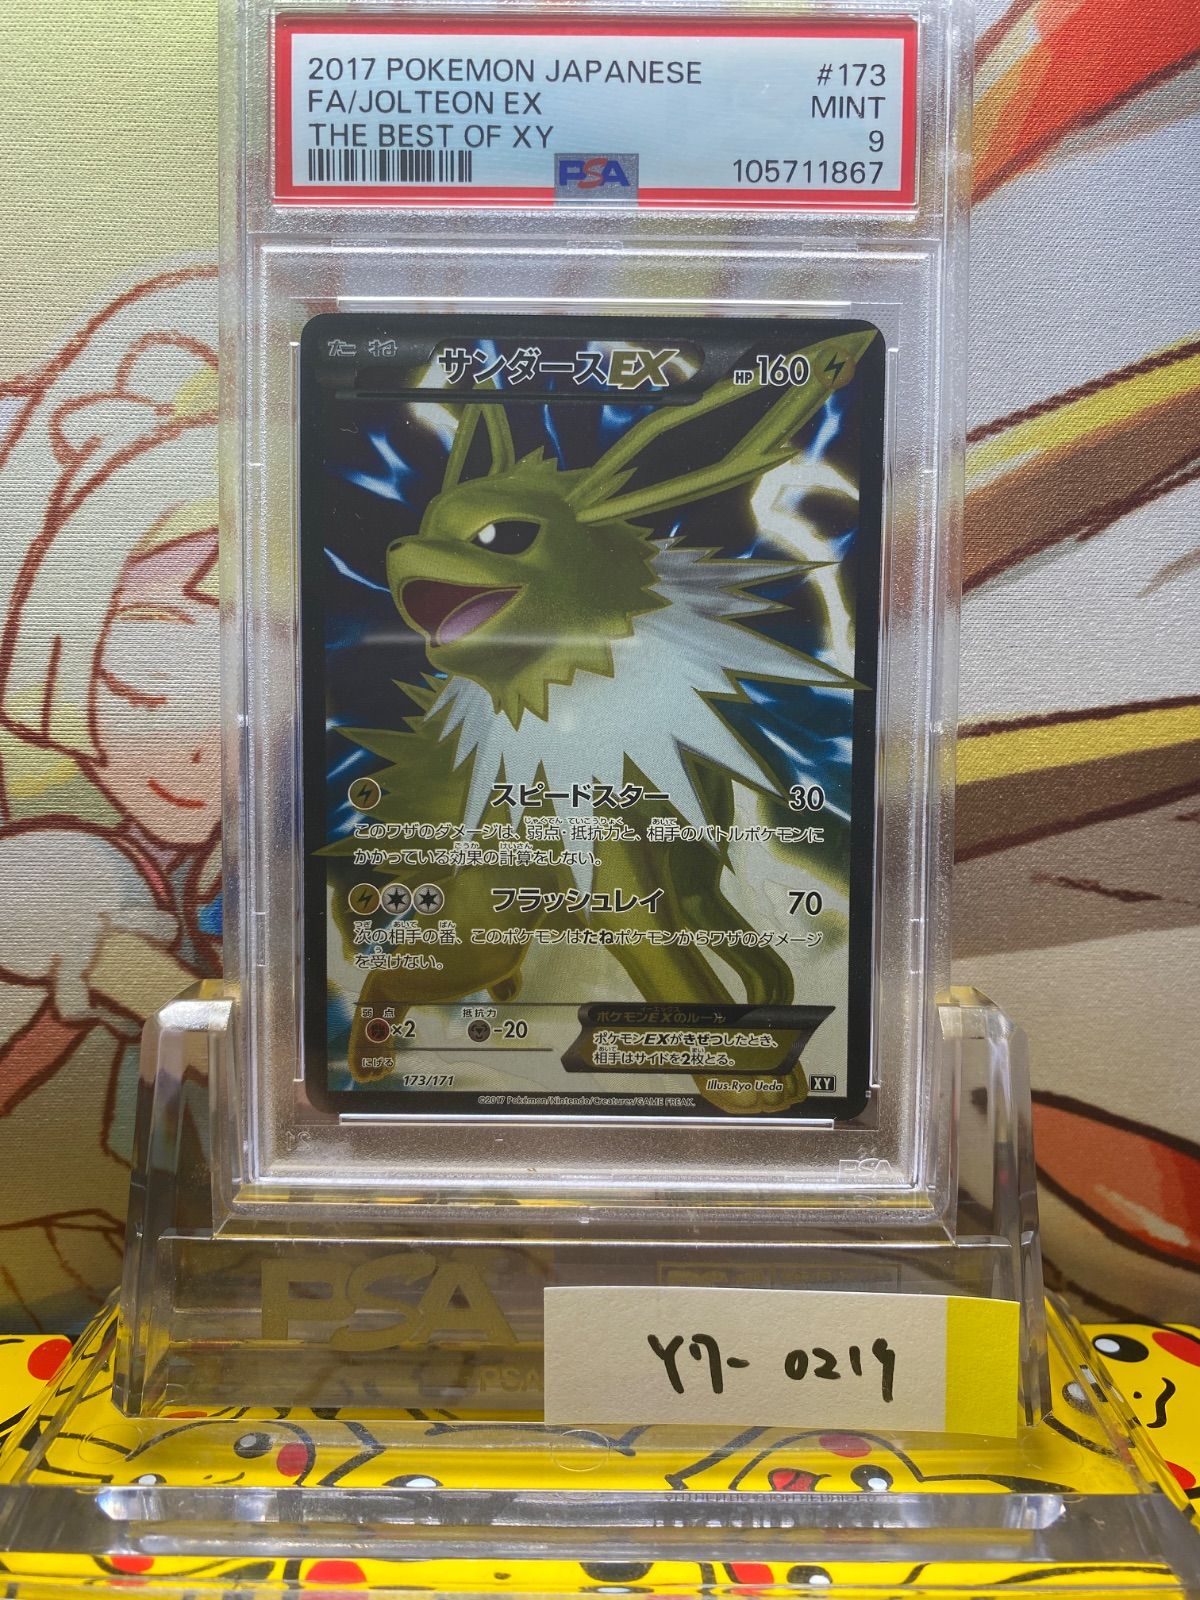 2017 POKEMON JAPANESE #173
FA/JOLTEON EX MINT
THE BEST OF XY 9
PSA 105711867
たね サンダースEX HP160
スピードスター 30
このワザのダメージは、弱点・抵抗力と、相手のバトルポケモンに
かかっている効果の計算をしない。
フラッシュレイ 70
次の相手の番、このポケモンはたねポケモンからワザのダメージ
を受けない。
弱点 ×2 抵抗力 -20
にげる
ポケモンEXのルール
ポケモンEXがきぜつしたとき、
相手はサイドを2枚とる。
173/171 Illus.Ryo Ueda XY
©2017 Pokémon/Nintendo/Creatures/GAME FREAK.
PSA
PSA
PSA
Y7-0219